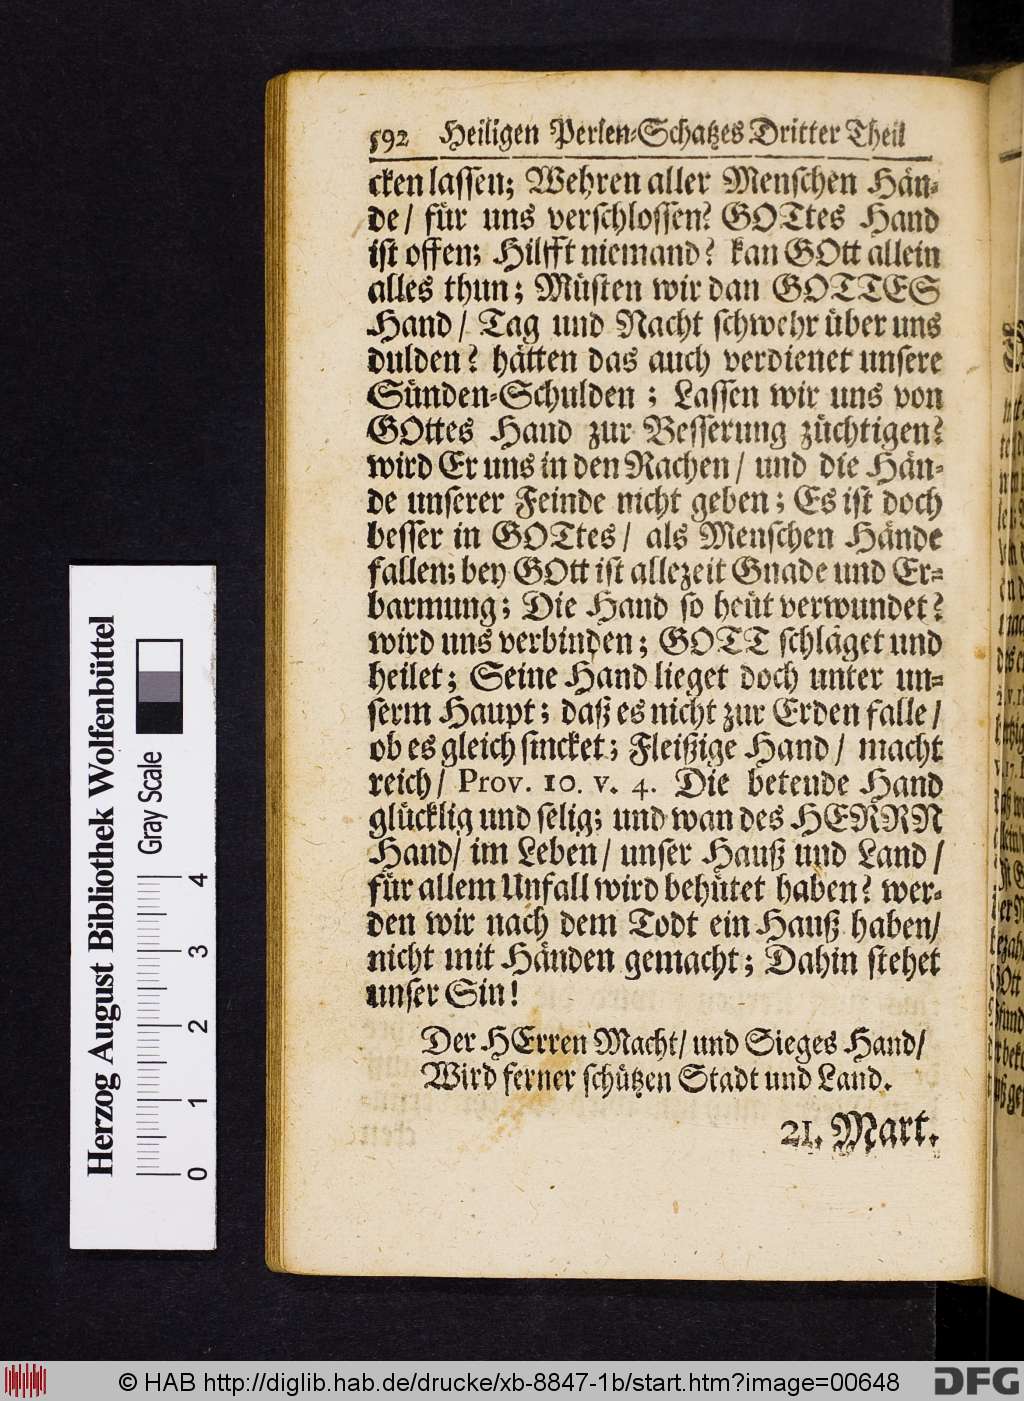 592 Heiligen Perlen-Schatzes Dritter Theil
cken lassen; Wehren aller Menschen Hän-
de/ für uns verschlossen? GOTtes Hand
ist offen; Hilfft niemand? kan GOtt allein
alles thun; Müsten wir dan GOTTES
Hand/ Tag und Nacht schwehr über uns
dulden? hätten das auch verdienet unsere
Sünden-Schulden; Lassen wir uns von
GOttes Hand zur Besserung züchtigen?
wird Er uns in den Rachen/ und die Hän-
de unserer Feinde nicht geben; Es ist doch
besser in GOTtes/ als Menschen Hände
fallen; bey GOtt ist allezeit Gnade und Er-
barmung; Die Hand so heüt verwundet?
wird uns verbinden; GOTT schläget und
heilet; Seine Hand lieget doch unter un-
serm Haupt; daß es nicht zur Erden falle/
ob es gleich sincket; Fleißige Hand/ macht
reich/ Prov. 10. v. 4. Die betende Hand
glücklig und selig; und wan des HERRN
Hand/ im Leben/ unser Hauß und Land/
für allem Unfall wird behütet haben? wer-
den wir nach dem Todt ein Hauß haben/
nicht mit Händen gemacht; Dahin stehet
unser Sin!
Der HErren Macht/ und Sieges Hand/
Wird ferner schützen Stadt und Land.
21. Mart.
Herzog August Bibliothek Wolfenbüttel
Gray Scale
0 1 2 3 4
© HAB http://diglib.hab.de/drucke/xb-8847-1b/start.htm?image=00648
DFG